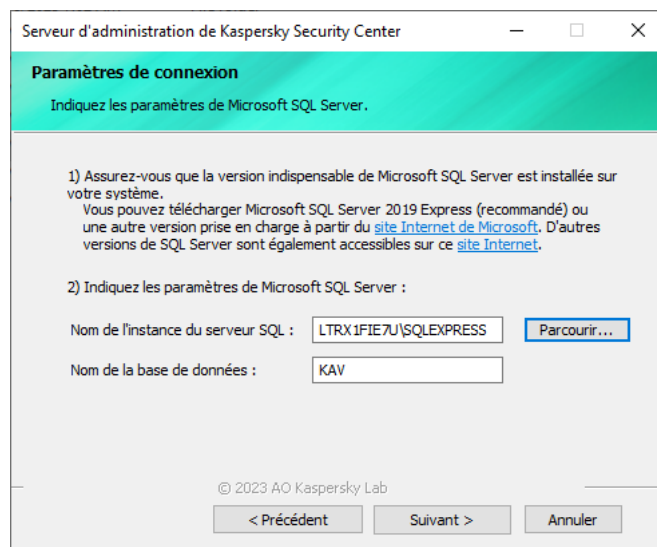 Serveur d'administration de Kaspersky Security Center
Paramètres de connexion
Indiquez les paramètres de Microsoft SQL Server.
1) Assurez-vous que la version indispensable de Microsoft SQL Server est installée sur
votre système.
Vous pouvez télécharger Microsoft SQL Server 2019 Express (recommandé) ou
une autre version prise en charge à partir du site Internet de Microsoft. D'autres
versions de SQL Server sont également accessibles sur ce site Internet.
2) Indiquez les paramètres de Microsoft SQL Server :
Nom de l'instance du serveur SQL : LTRX1FIE7U\SQLEXPRESS Parcourir...
Nom de la base de données : KAV
© 2023 AO Kaspersky Lab
< Précédent Suivant > Annuler